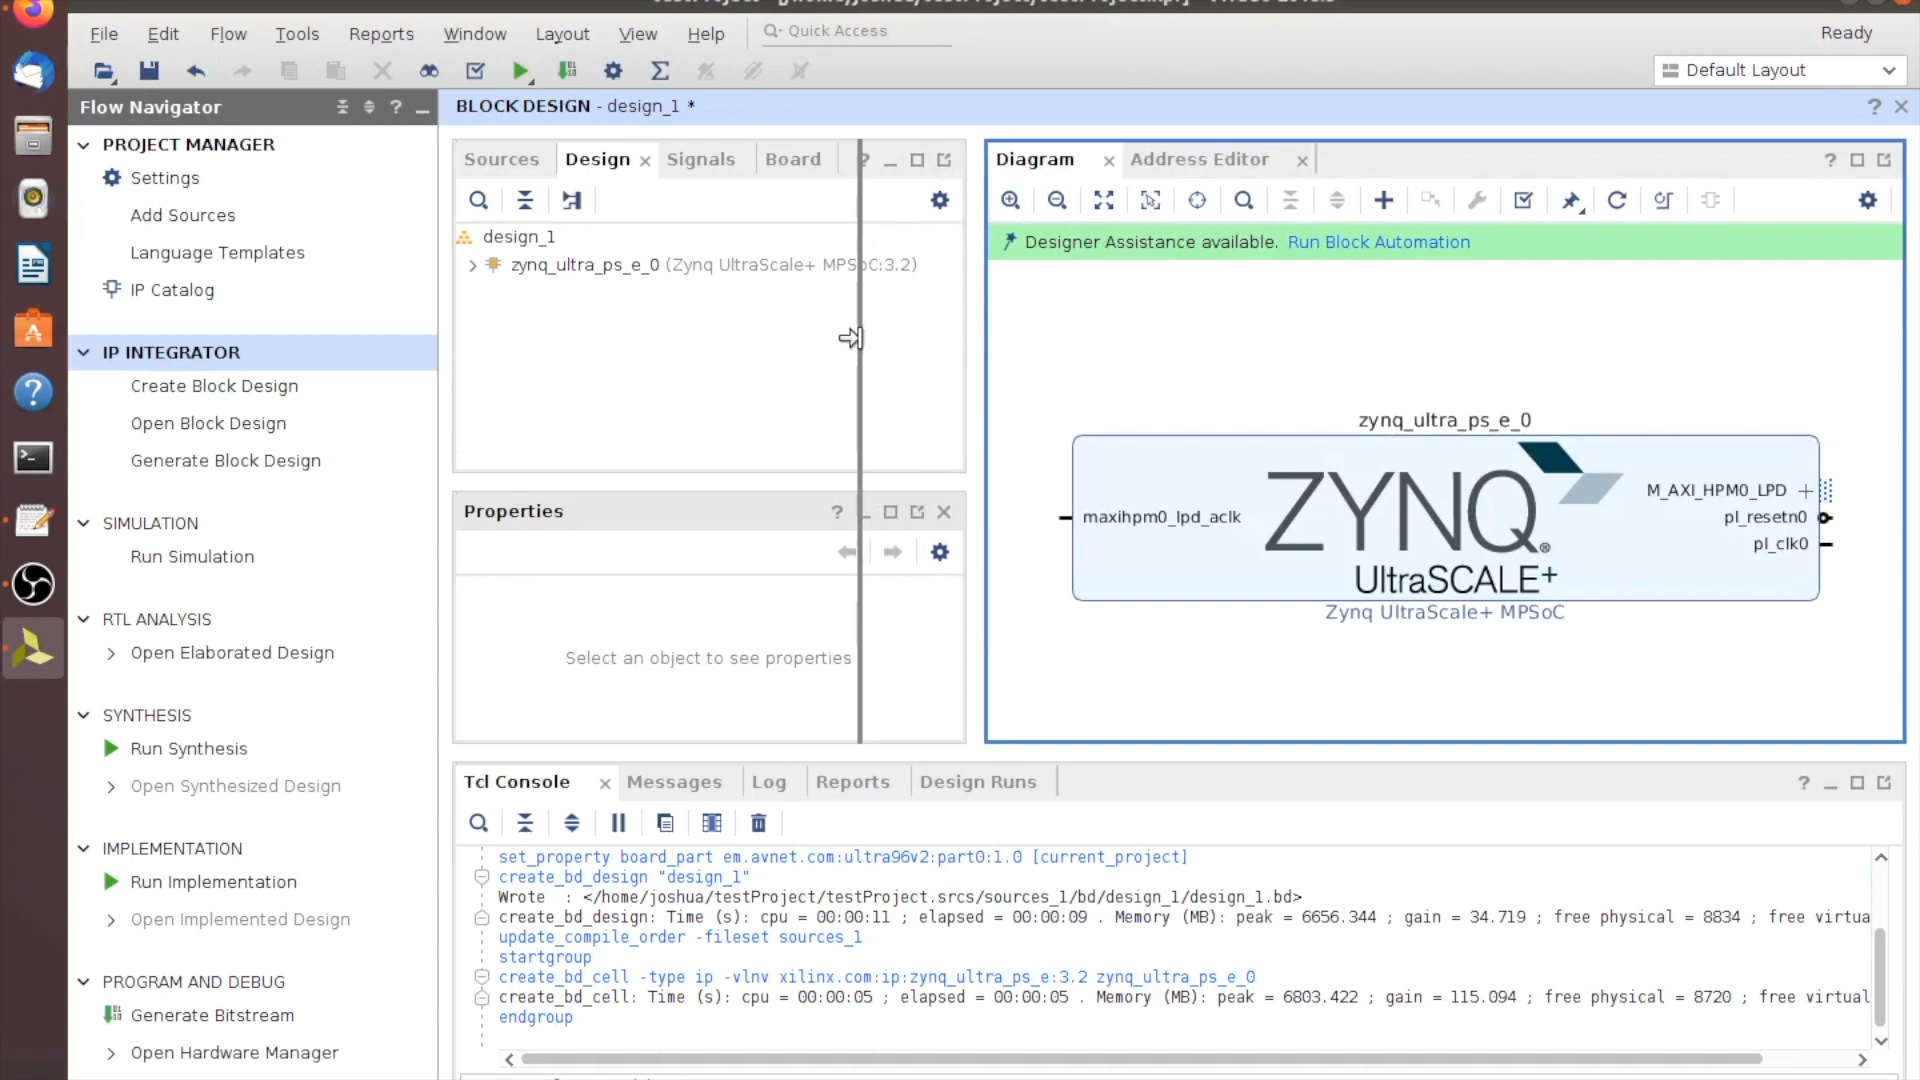 File Edit Flow Tools Reports Window Layout View Help Quick Access Ready
Default Layout
Flow Navigator
BLOCK DESIGN - design_1 *
PROJECT MANAGER
Settings
Add Sources
Language Templates
IP Catalog
IP INTEGRATOR
Create Block Design
Open Block Design
Generate Block Design
SIMULATION
Run Simulation
RTL ANALYSIS
Open Elaborated Design
SYNTHESIS
Run Synthesis
Open Synthesized Design
IMPLEMENTATION
Run Implementation
Open Implemented Design
PROGRAM AND DEBUG
Generate Bitstream
Open Hardware Manager
Sources Design Signals Board
design_1
zynq_ultra_ps_e_0 (Zynq UltraScale+ MPSoC:3.2)
Properties
Select an object to see properties
Diagram Address Editor
Designer Assistance available. Run Block Automation
zynq_ultra_ps_e_0
maxihpm0_lpd_aclk
ZYNQ®
UltraSCALE+
M_AXI_HPM0_LPD
pl_resetn0
pl_clk0
Zynq UltraScale+ MPSoC
Tcl Console Messages Log Reports Design Runs
set_property board_part em.avnet.com:ultra96v2:part0:1.0 [current_project]
create_bd_design "design_1"
Wrote : </home/joshua/testProject/testProject.srcs/sources_1/bd/design_1/design_1.bd>
create_bd_design: Time (s): cpu = 00:00:11 ; elapsed = 00:00:09 . Memory (MB): peak = 6656.344 ; gain = 34.719 ; free physical = 8834 ; free virtua
update_compile_order -fileset sources_1
startgroup
create_bd_cell -type ip -vlnv xilinx.com:ip:zynq_ultra_ps_e:3.2 zynq_ultra_ps_e_0
create_bd_cell: Time (s): cpu = 00:00:05 ; elapsed = 00:00:05 . Memory (MB): peak = 6803.422 ; gain = 115.094 ; free physical = 8720 ; free virtual
endgroup